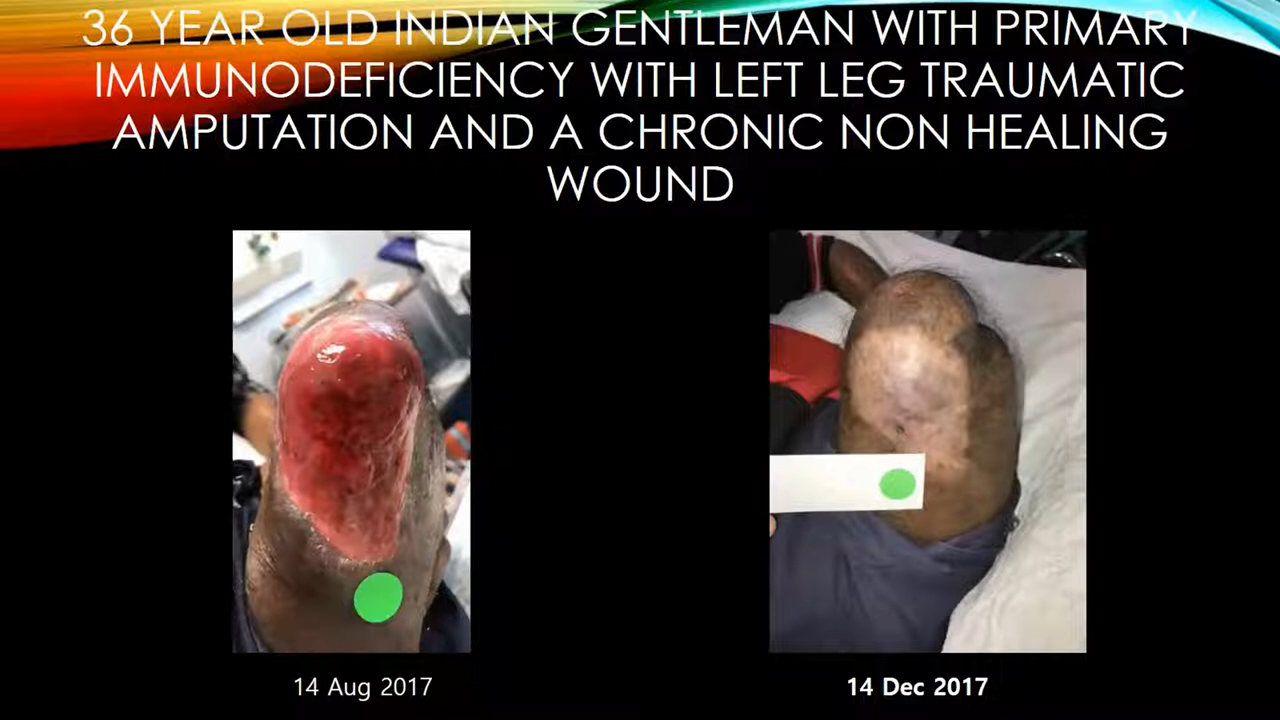 36 YEAR OLD INDIAN GENTLEMAN WITH PRIMARY
IMMUNODEFICIENCY WITH LEFT LEG TRAUMATIC
AMPUTATION AND A CHRONIC NON HEALING
WOUND
14 Aug 2017
14 Dec 2017